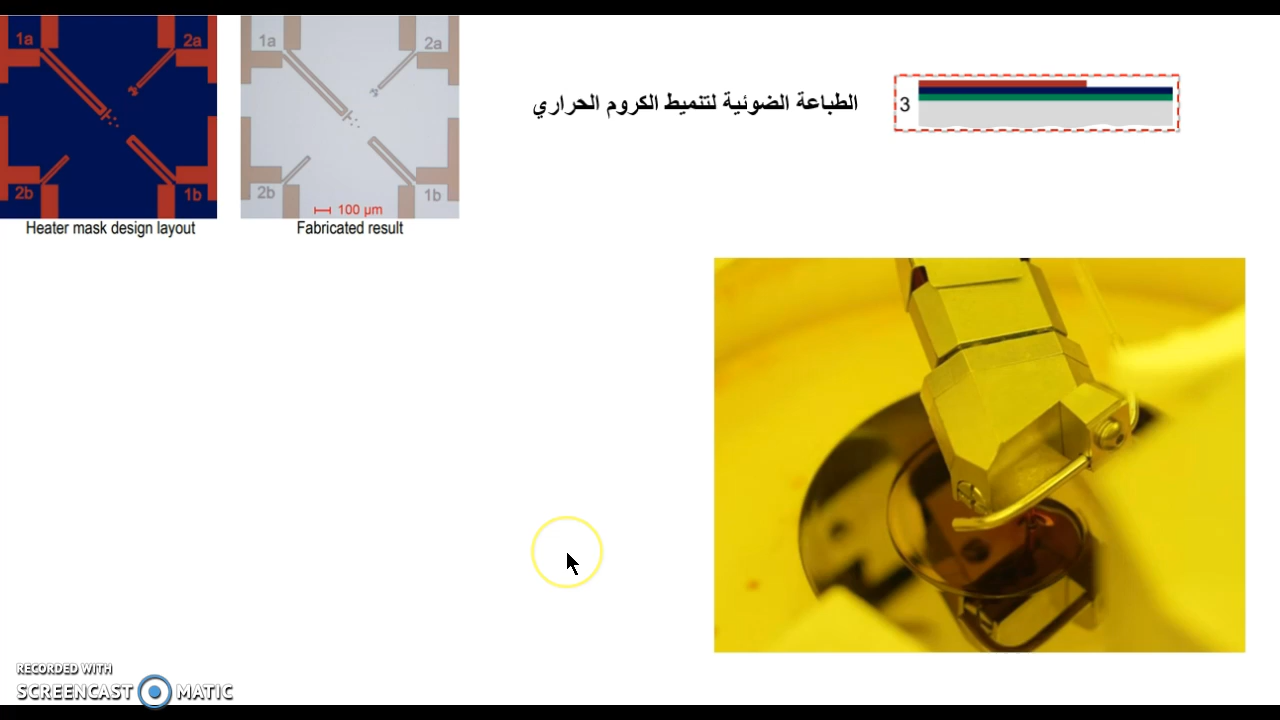 1a
2a
2b
1b
Heater mask design layout
1a
2a
2b
1b
100 µm
Fabricated result
الطباعة الضوئية لتنميط الكروم الحراري
3
RECORDED WITH
SCREENCAST MATIC